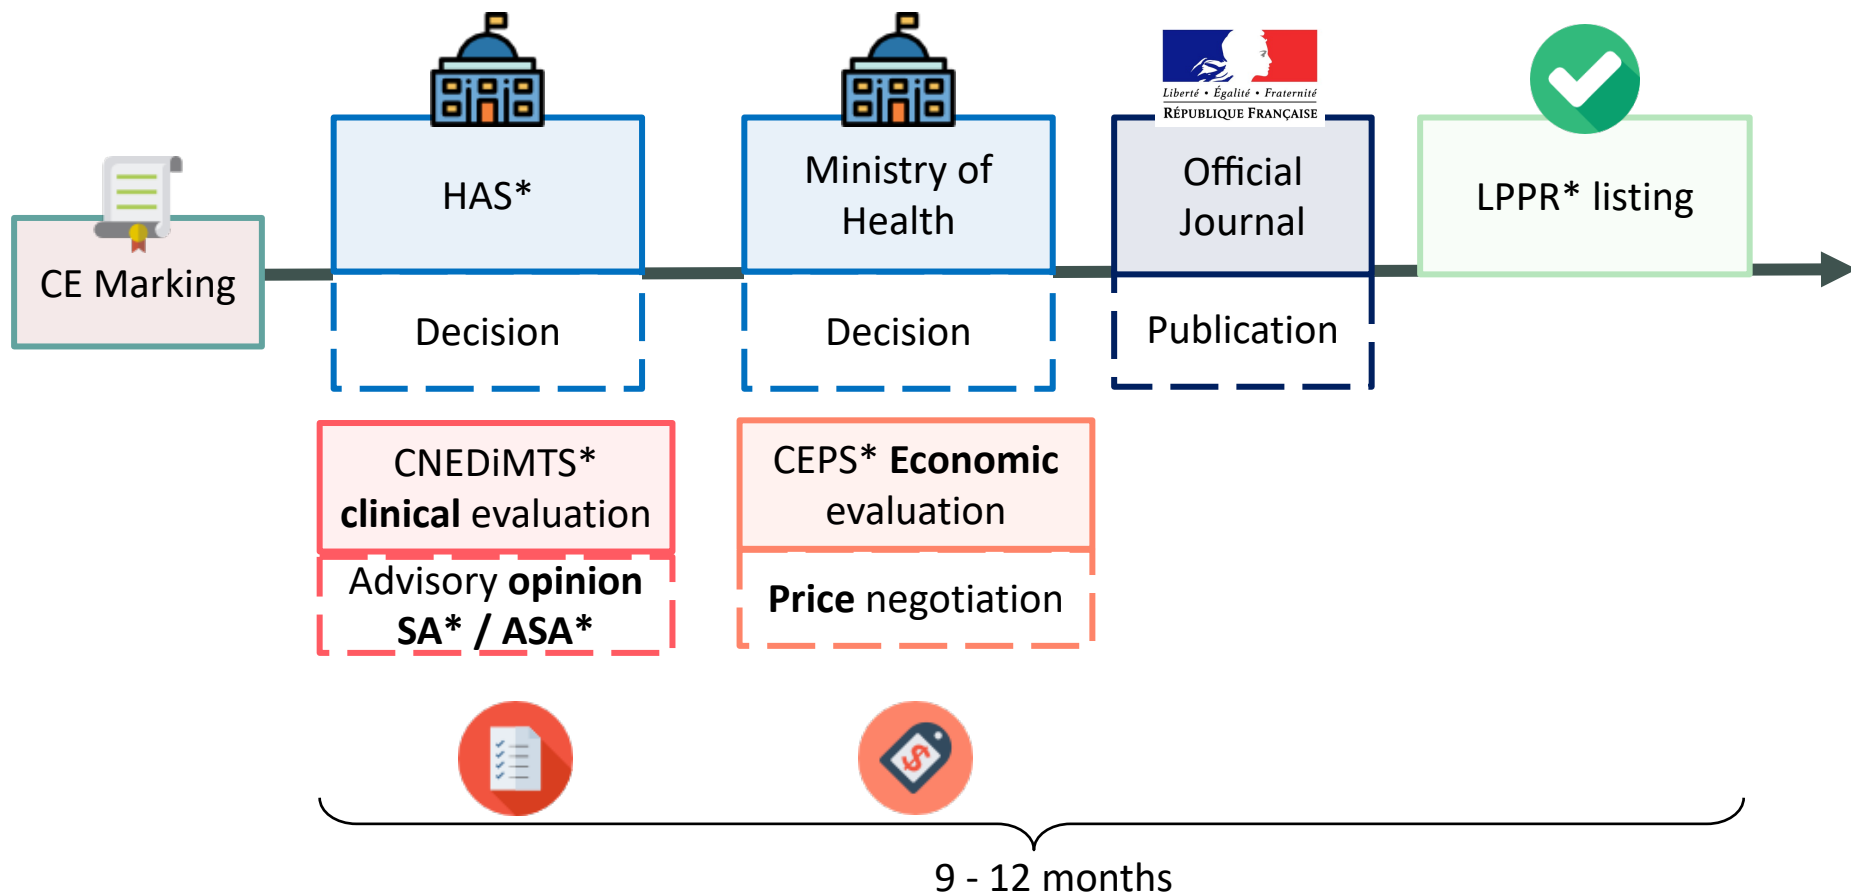 Liberté • Égalité • Fraternité
RÉPUBLIQUE FRANÇAISE
CE Marking
HAS*
Decision
Ministry of
Health
Decision
Official
Journal
Publication
LPPR* listing
CNEDiMTS*
clinical evaluation
Advisory opinion
SA* / ASA*
CEPS* Economic
evaluation
Price negotiation
$
9 - 12 months